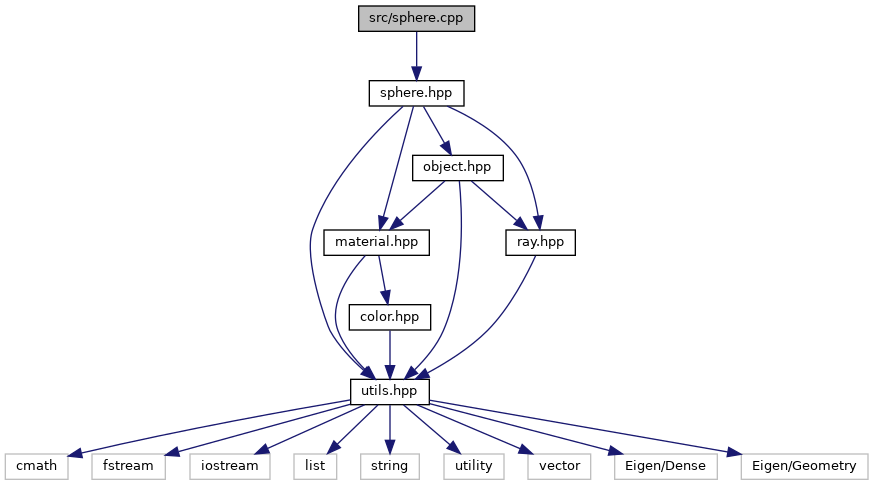 src/sphere.cpp
sphere.hpp
object.hpp
material.hpp
ray.hpp
color.hpp
utils.hpp
cmath
fstream
iostream
list
string
utility
vector
Eigen/Dense
Eigen/Geometry